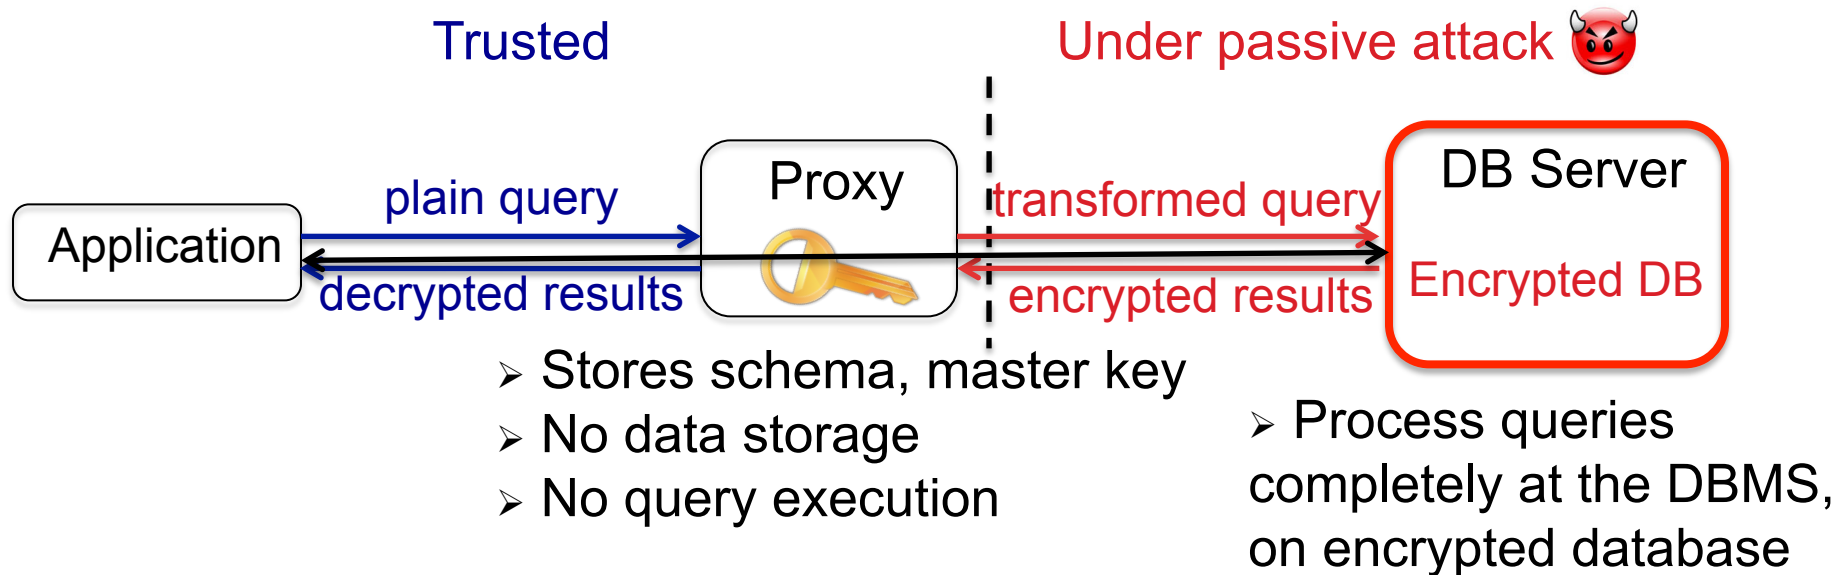 Trusted
Under passive attack
Application
plain query
decrypted results
Proxy
transformed query
encrypted results
DB Server
Encrypted DB
➢ Stores schema, master key
➢ No data storage
➢ No query execution
➢ Process queries
completely at the DBMS,
on encrypted database